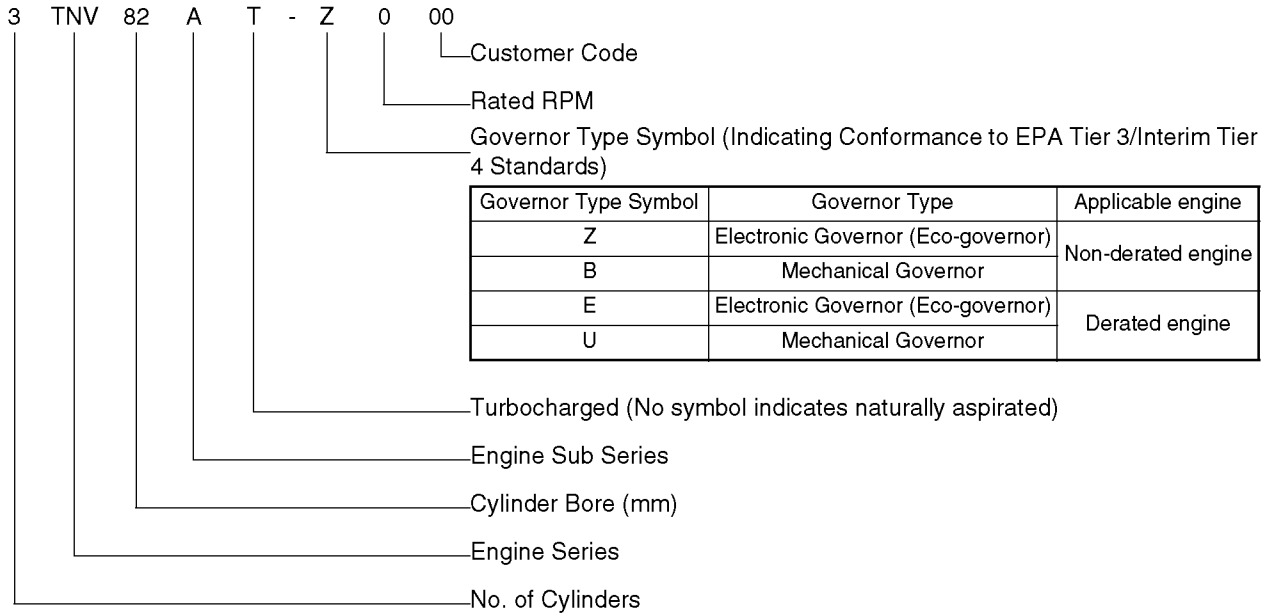 3 TNV 82 A T - Z 0 00
Customer Code
Rated RPM
Governor Type Symbol (Indicating Conformance to EPA Tier 3/Interim Tier
4 Standards)
Governor Type Symbol Governor Type Applicable engine
Z Electronic Governor (Eco-governor) Non-derated engine
B Mechanical Governor
E Electronic Governor (Eco-governor) Derated engine
U Mechanical Governor
Turbocharged (No symbol indicates naturally aspirated)
Engine Sub Series
Cylinder Bore (mm)
Engine Series
No. of Cylinders